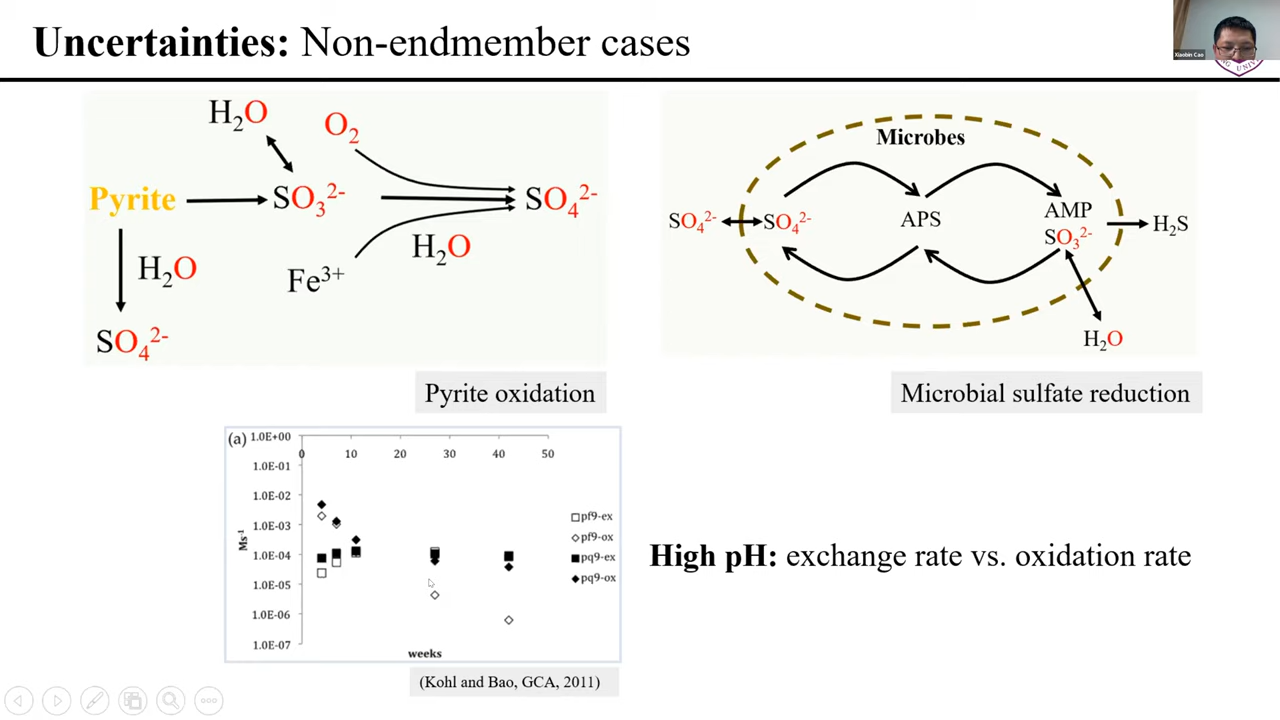 Uncertainties: Non-endmember cases
Xiaobin Cao
H₂O
O₂
Pyrite
SO₃²⁻
SO₄²⁻
H₂O
H₂O
Fe³⁺
SO₄²⁻
Pyrite oxidation
Microbes
SO₄²⁻
SO₄²⁻
APS
AMP
SO₃²⁻
H₂S
H₂O
Microbial sulfate reduction
(a)
1.0E+00
1.0E-01
1.0E-02
1.0E-03
1.0E-04
1.0E-05
1.0E-06
1.0E-07
0 10 20 30 40 50
Ms⁻¹
weeks
pf9-ex
pf9-ox
pq9-ex
pq9-ox
(Kohl and Bao, GCA, 2011)
High pH: exchange rate vs. oxidation rate